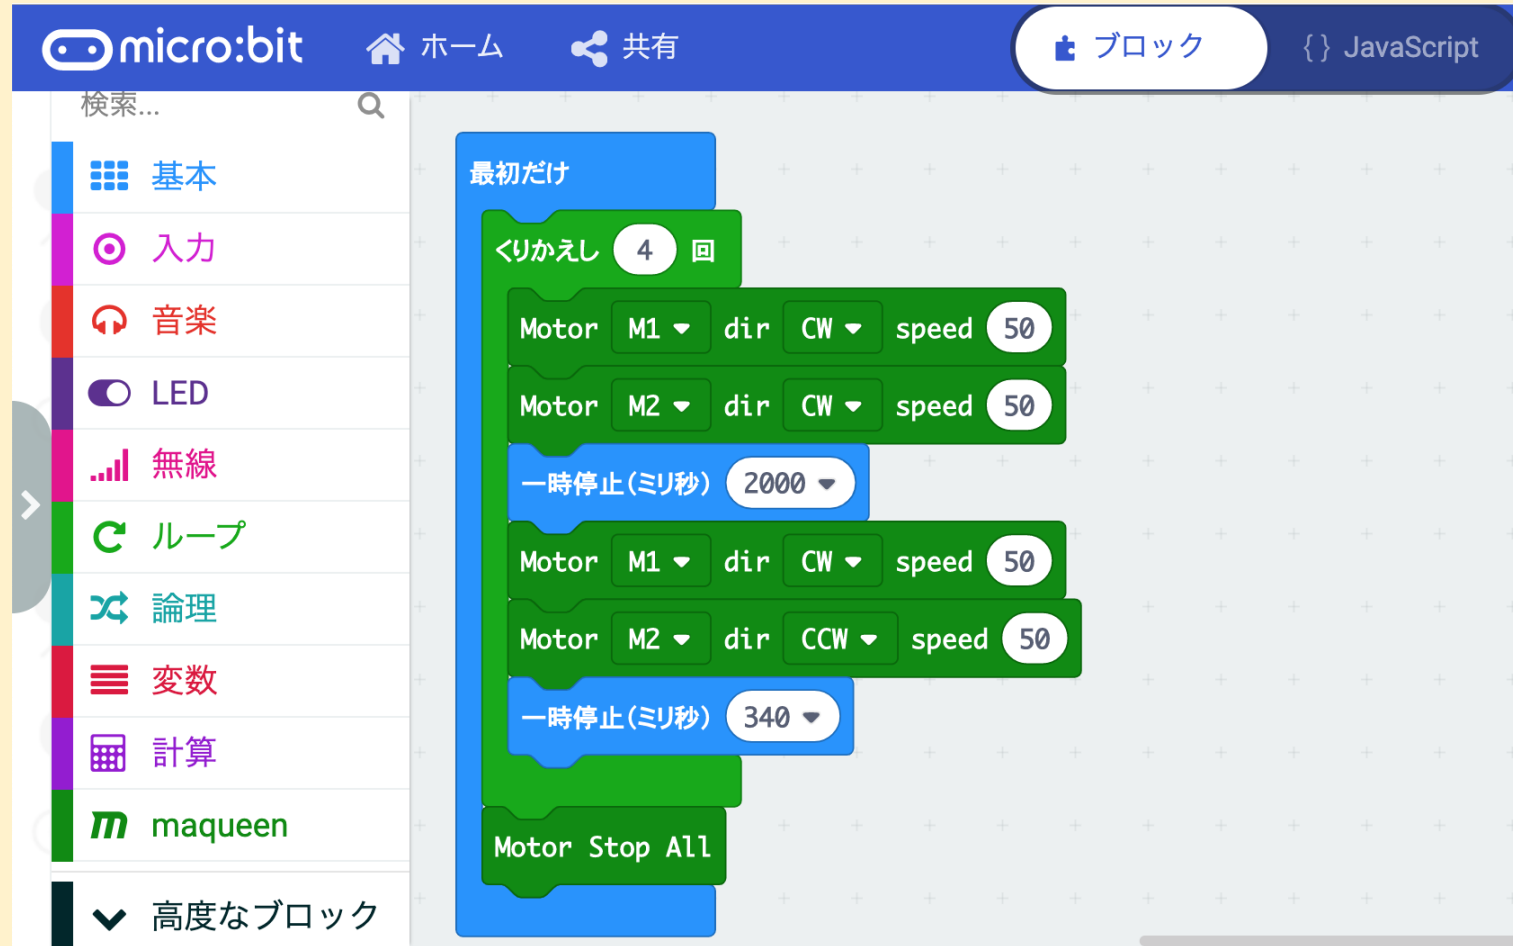 micro:bit ホーム 共有 ブロック {} JavaScript
検索...
基本
入力
音楽
LED
無線
ループ
論理
変数
計算
maqueen
高度なブロック
最初だけ
くりかえし 4 回
Motor M1 dir CW speed 50
Motor M2 dir CW speed 50
一時停止(ミリ秒) 2000
Motor M1 dir CW speed 50
Motor M2 dir CCW speed 50
一時停止(ミリ秒) 340
Motor Stop All